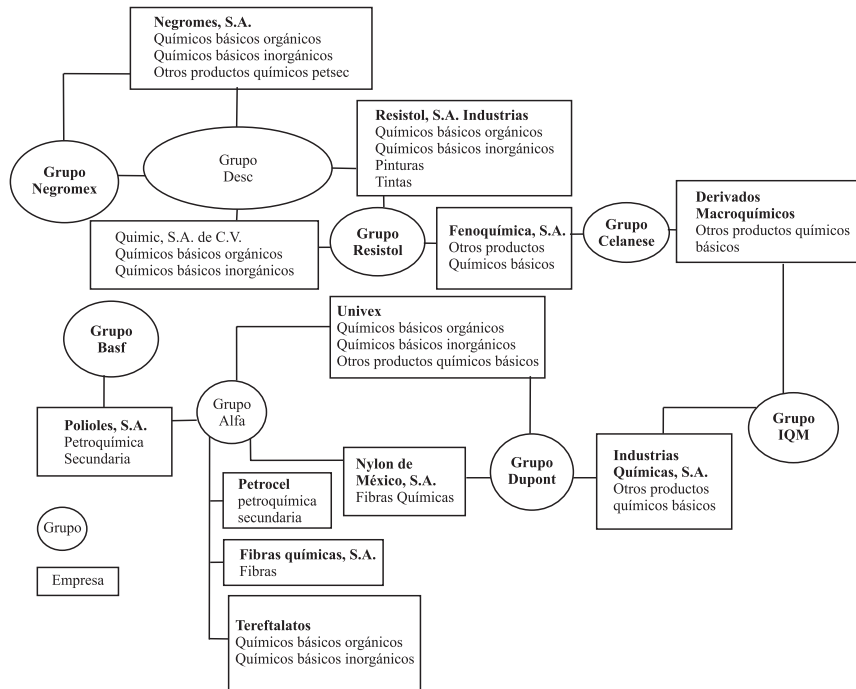 Negromes, S.A.
Químicos básicos orgánicos
Químicos básicos inorgánicos
Otros productos químicos petsec
Resistol, S.A. Industrias
Químicos básicos orgánicos
Químicos básicos inorgánicos
Pinturas
Tintas
Grupo
Negromex
Grupo
Desc
Derivados
Macroquímicos
Otros productos químicos
básicos
Quimic, S.A. de C.V.
Químicos básicos orgánicos
Químicos básicos inorgánicos
Grupo
Resistol
Fenoquímica, S.A.
Otros productos
Químicos básicos
Grupo
Celanese
Univex
Químicos básicos orgánicos
Químicos básicos inorgánicos
Otros productos químicos básicos
Grupo
Basf
Grupo
Alfa
Polioles, S.A.
Petroquímica
Secundaria
Grupo
IQM
Nylon de
México, S.A.
Fibras Químicas
Grupo
Dupont
Industrias
Químicas, S.A.
Otros productos
químicos básicos
Petrocel
petroquímica
secundaria
Grupo
Fibras químicas, S.A.
Fibras
Empresa
Tereftalatos
Químicos básicos orgánicos
Químicos básicos inorgánicos